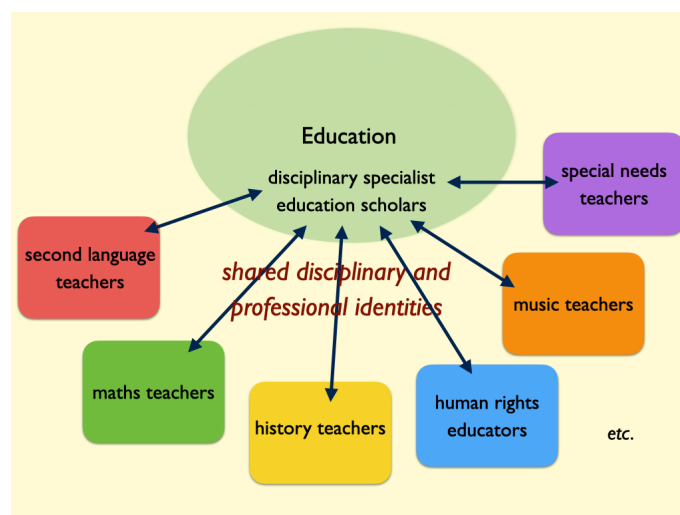 Education
disciplinary specialist
education scholars
special needs
teachers
second language
teachers
shared disciplinary and
professional identities
music teachers
maths teachers
history teachers
human rights
educators
etc.